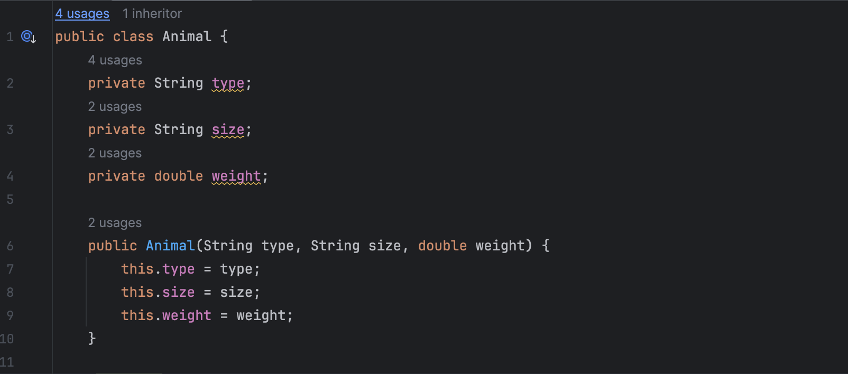 4 usages 1 inheritor
1 public class Animal {
4 usages
2 private String type;
2 usages
3 private String size;
2 usages
4 private double weight;
5
2 usages
6 public Animal(String type, String size, double weight) {
7 this.type = type;
8 this.size = size;
9 this.weight = weight;
10 }
11